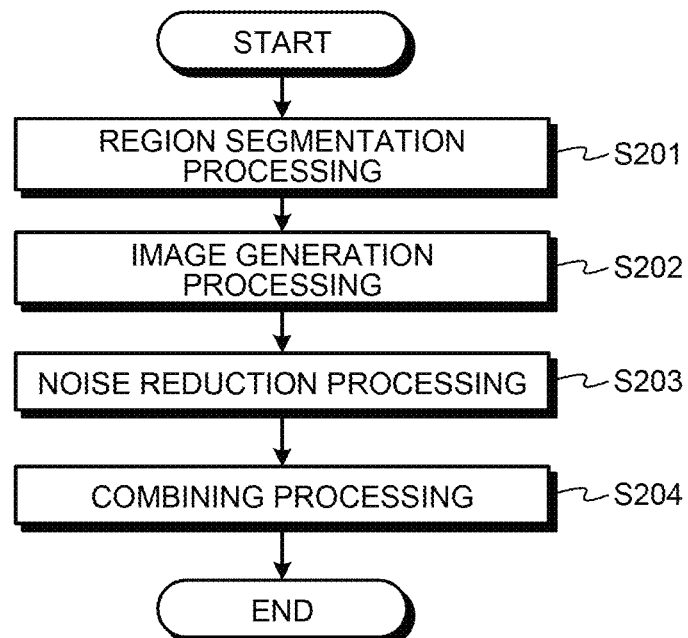 START
REGION SEGMENTATION
PROCESSING
S201
IMAGE GENERATION
PROCESSING
S202
NOISE REDUCTION PROCESSING
S203
COMBINING PROCESSING
S204
END